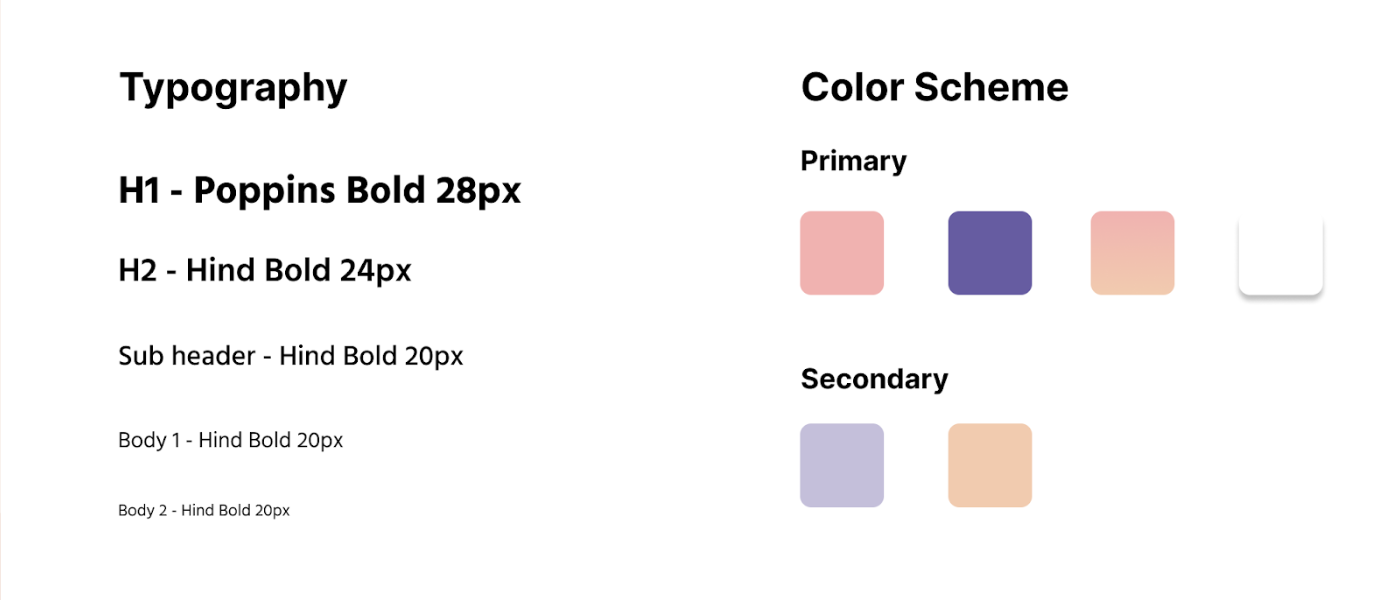 Typography
H1 - Poppins Bold 28px
H2 - Hind Bold 24px
Sub header - Hind Bold 20px
Body 1 - Hind Bold 20px
Body 2 - Hind Bold 20px
Color Scheme
Primary
Secondary